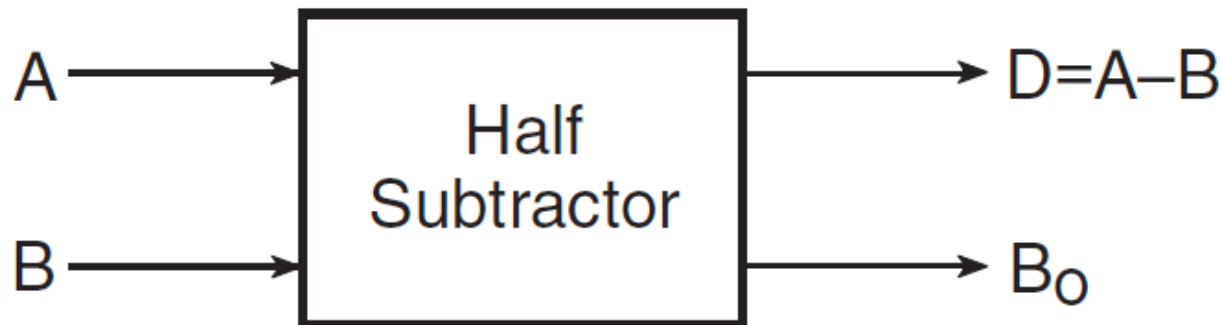 A
B
Half
Subtractor
D=A–B
Bo